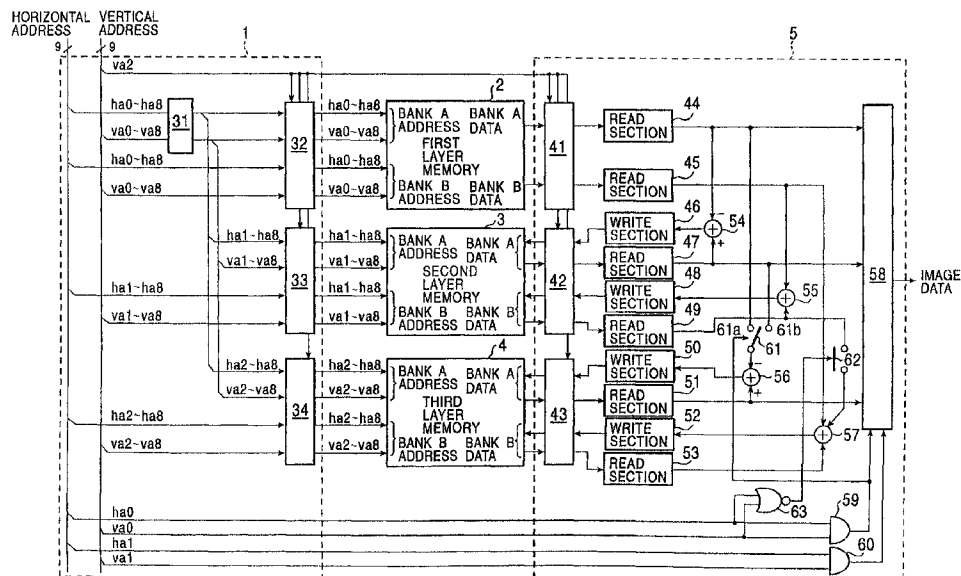 HORIZONTAL ADDRESS
VERTICAL ADDRESS
9
9
1
5
va2
2
ha0~ha8
31
va0~va8
ha0~ha8
va0~va8
32
ha0~ha8
va0~va8
ha0~ha8
va0~va8
BANK A ADDRESS
BANK A DATA
FIRST LAYER MEMORY
BANK B ADDRESS
BANK B DATA
41
READ SECTION
44
READ SECTION
45
WRITE SECTION
46
54
-
+
3
ha1~ha8
va1~va8
ha1~ha8
va1~va8
33
ha1~ha8
va1~va8
ha1~ha8
va1~va8
BANK A ADDRESS
BANK A DATA
SECOND LAYER MEMORY
BANK B ADDRESS
BANK B DATA
42
READ SECTION
47
WRITE SECTION
48
READ SECTION
49
55
58
IMAGE DATA
61a
61b
61
62
4
ha2~ha8
va2~va8
ha2~ha8
va2~va8
34
ha2~ha8
va2~va8
ha2~ha8
va2~va8
BANK A ADDRESS
BANK A DATA
THIRD LAYER MEMORY
BANK B ADDRESS
BANK B DATA
43
WRITE SECTION
50
READ SECTION
51
WRITE SECTION
52
READ SECTION
53
-
+
56
57
ha0
va0
ha1
va1
63
59
60